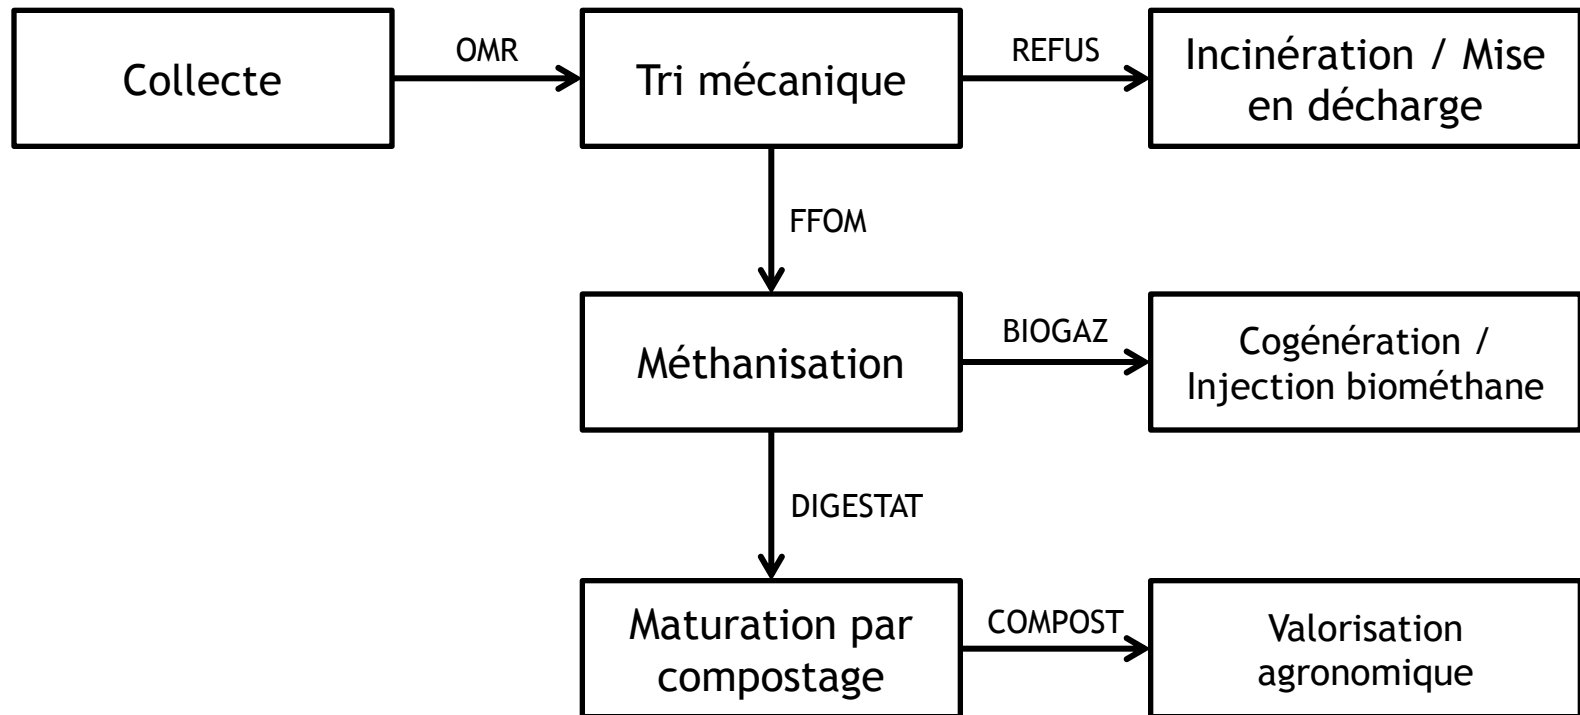 Collecte
OMR
Tri mécanique
REFUS
Incinération / Mise
en décharge
FFOM
Méthanisation
BIOGAZ
Cogénération /
Injection biométhane
DIGESTAT
Maturation par
compostage
COMPOST
Valorisation
agronomique